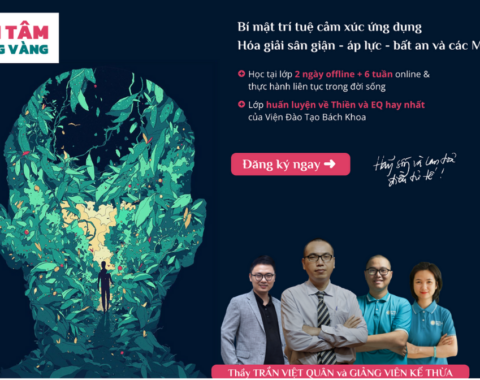 TÂM
VÀNG
Bí mật trí tuệ cảm xúc ứng dụng
Hóa giải sân giận - áp lực - bất an và các
Học tại lớp 2 ngày offline + 6 tuần online &
thực hành liên tục trong đời sống
Lớp huấn luyện về Thiền và EQ hay nhất
của Viện Đào Tạo Bách Khoa
Đăng ký ngay ➜
Hãy sống và lan toả
điều tử tế !
Thầy TRẦN VIỆT QUÂN và GIẢNG VIÊN KẾ THỪA